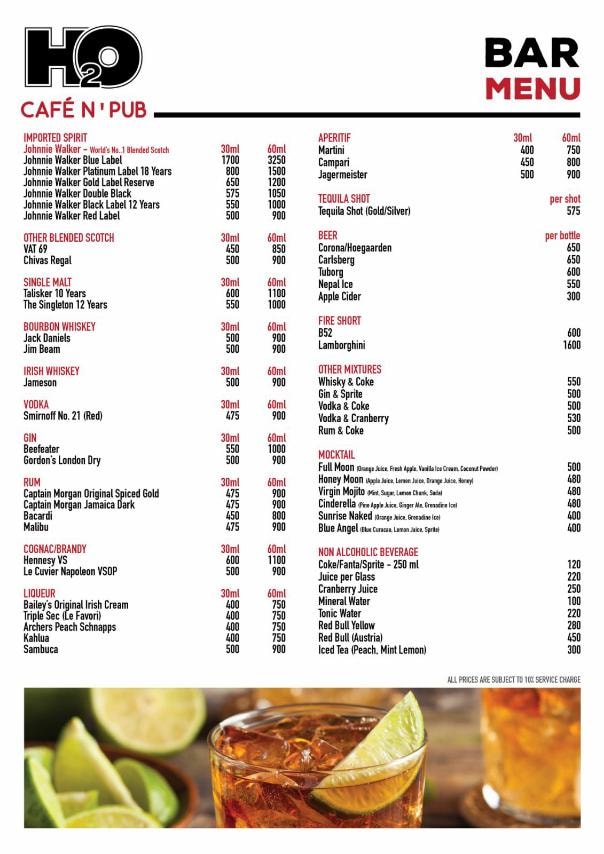 H2O
CAFÉ N' PUB
BAR
MENU
IMPORTED SPIRIT
Johnnie Walker - World's No..1 Blended Scotch 30ml 60ml
Johnnie Walker Blue Label 1700 3250
Johnnie Walker Platinum Label 18 Years 800 1500
Johnnie Walker Gold Label Reserve 650 1200
Johnnie Walker Double Black 575 1050
Johnnie Walker Black Label 12 Years 550 1000
Johnnie Walker Red Label 500 900
OTHER BLENDED SCOTCH 30ml 60ml
VAT 69 450 850
Chivas Regal 500 900
SINGLE MALT 30ml 60ml
Talisker 10 Years 600 1100
The Singleton 12 Years 550 1000
BOURBON WHISKEY 30ml 60ml
Jack Daniels 500 900
Jim Beam 500 900
IRISH WHISKEY 30ml 60ml
Jameson 500 900
VODKA 30ml 60ml
Smirnoff No. 21 (Red) 475 900
GIN 30ml 60ml
Beefeater 550 1000
Gordon's London Dry 500 900
RUM 30ml 60ml
Captain Morgan Original Spiced Gold 475 900
Captain Morgan Jamaica Dark 475 900
Bacardi 450 800
Malibu 475 900
COGNAC/BRANDY 30ml 60ml
Hennesy VS 600 1100
Le Cuvier Napoleon VSOP 500 900
LIQUEUR 30ml 60ml
Bailey's Original Irish Cream 400 750
Triple Sec (Le Favori) 400 750
Archers Peach Schnapps 400 750
Kahlua 400 750
Sambuca 500 900
APERITIF 30ml 60ml
Martini 400 750
Campari 450 800
Jagermeister 500 900
TEQUILA SHOT per shot
Tequila Shot (Gold/Silver) 575
BEER per bottle
Corona/Hoegaarden 650
Carlsberg 650
Tuborg 600
Nepal Ice 550
Apple Cider 300
FIRE SHORT
B52 600
Lamborghini 1600
OTHER MIXTURES
Whisky & Coke 550
Gin & Sprite 500
Vodka & Coke 500
Vodka & Cranberry 530
Rum & Coke 500
MOCKTAIL
Full Moon (Orange Juice, Fresh Apple, Vanilla Ice Cream, Coconut Powder) 500
Honey Moon (Apple Juice, Lemon Juice, Orange Juice, Honey) 480
Virgin Mojito (Mint, Sugar, Lemon Chunk, Soda) 480
Cinderella (Pine Apple Juice, Ginger Ale, Grenadine Ice) 480
Sunrise Naked (Orange Juice, Grenadine Ice) 400
Blue Angel (Blue Curacau, Lemon Juice, Sprite) 400
NON ALCOHOLIC BEVERAGE
Coke/Fanta/Sprite - 250 ml 120
Juice per Glass 220
Cranberry Juice 250
Mineral Water 100
Tonic Water 220
Red Bull Yellow 280
Red Bull (Austria) 450
Iced Tea (Peach, Mint Lemon) 300
ALL PRICES ARE SUBJECT TO 10% SERVICE CHARGE